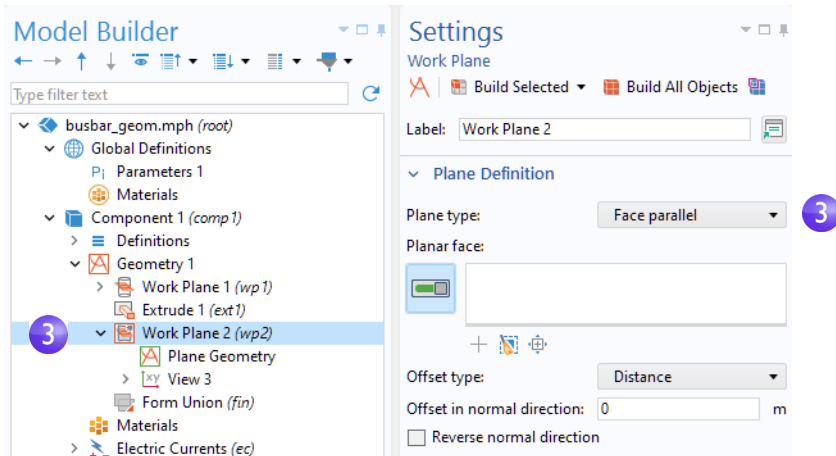 Model Builder
Type filter text
busbar_geom.mph (root)
Global Definitions
Pi Parameters 1
Materials
Component 1 (comp1)
Definitions
Geometry 1
Work Plane 1 (wp1)
Extrude 1 (ext1)
3
Work Plane 2 (wp2)
Plane Geometry
xy View 3
Form Union (fin)
Materials
Electric Currents (ec)
Settings
Work Plane
Build Selected
Build All Objects
Label: Work Plane 2
Plane Definition
Plane type: Face parallel
3
Planar face:
Offset type: Distance
Offset in normal direction: 0 m
Reverse normal direction